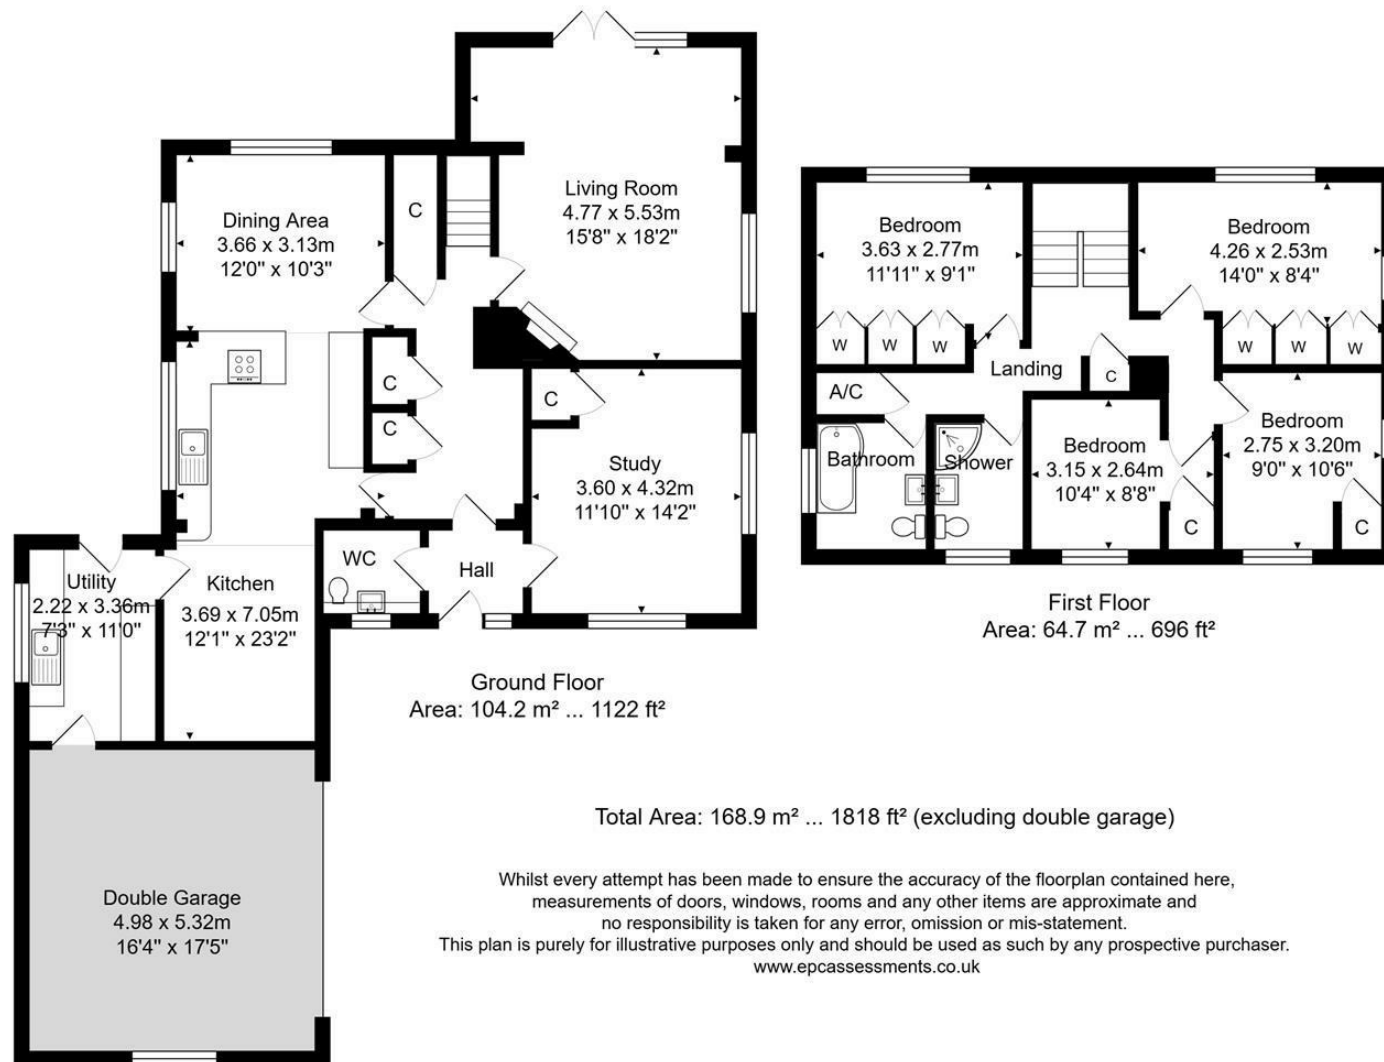 Living Room
4.77 x 5.53m
15'8" x 18'2"
Dining Area
3.66 x 3.13m
12'0" x 10'3"
C
C
C
C
Study
3.60 x 4.32m
11'10" x 14'2"
WC
Hall
Utility
2.22 x 3.36m
7'3" x 11'0"
Kitchen
3.69 x 7.05m
12'1" x 23'2"
Ground Floor
Area: 104.2 m² ... 1122 ft²
Double Garage
4.98 x 5.32m
16'4" x 17'5"
Bedroom
3.63 x 2.77m
11'11" x 9'1"
W
W
W
Bedroom
4.26 x 2.53m
14'0" x 8'4"
W
W
W
Landing
C
A/C
Bathroom
Shower
Bedroom
3.15 x 2.64m
10'4" x 8'8"
C
Bedroom
2.75 x 3.20m
9'0" x 10'6"
C
First Floor
Area: 64.7 m² ... 696 ft²
Total Area: 168.9 m² ... 1818 ft² (excluding double garage)
Whilst every attempt has been made to ensure the accuracy of the floorplan contained here,
measurements of doors, windows, rooms and any other items are approximate and
no responsibility is taken for any error, omission or mis-statement.
This plan is purely for illustrative purposes only and should be used as such by any prospective purchaser.
www.epcassessments.co.uk